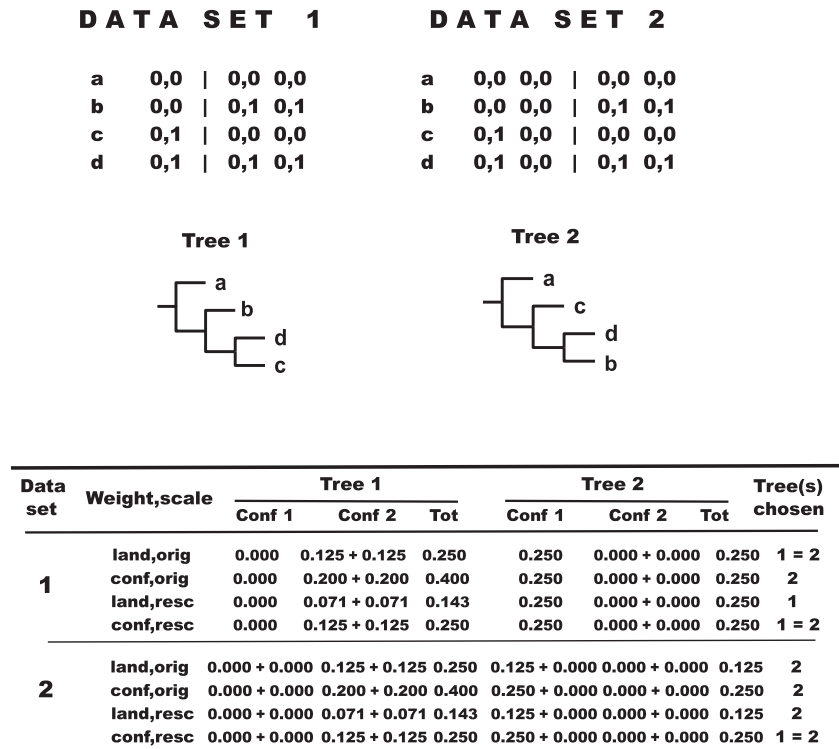 DATA SET 1 DATA SET 2
a 0,0 | 0,0 0,0 a 0,0 0,0 | 0,0 0,0
b 0,0 | 0,1 0,1 b 0,0 0,0 | 0,1 0,1
c 0,1 | 0,0 0,0 c 0,1 0,0 | 0,0 0,0
d 0,1 | 0,1 0,1 d 0,1 0,0 | 0,1 0,1
Tree 1 Tree 2
a a
b c
d d
c b
Data set Weight,scale Tree 1 Tree 2 Tree(s) chosen
Conf 1 Conf 2 Tot Conf 1 Conf 2 Tot
1
land,orig 0.000 0.125 + 0.125 0.250 0.250 0.000 + 0.000 0.250 1 = 2
conf,orig 0.000 0.200 + 0.200 0.400 0.250 0.000 + 0.000 0.250 2
land,resc 0.000 0.071 + 0.071 0.143 0.250 0.000 + 0.000 0.250 1
conf,resc 0.000 0.125 + 0.125 0.250 0.250 0.000 + 0.000 0.250 1 = 2
2
land,orig 0.000 + 0.000 0.125 + 0.125 0.250 0.125 + 0.000 0.000 + 0.000 0.125 2
conf,orig 0.000 + 0.000 0.200 + 0.200 0.400 0.250 + 0.000 0.000 + 0.000 0.250 2
land,resc 0.000 + 0.000 0.071 + 0.071 0.143 0.125 + 0.000 0.000 + 0.000 0.125 2
conf,resc 0.000 + 0.000 0.125 + 0.125 0.250 0.250 + 0.000 0.000 + 0.000 0.250 1 = 2